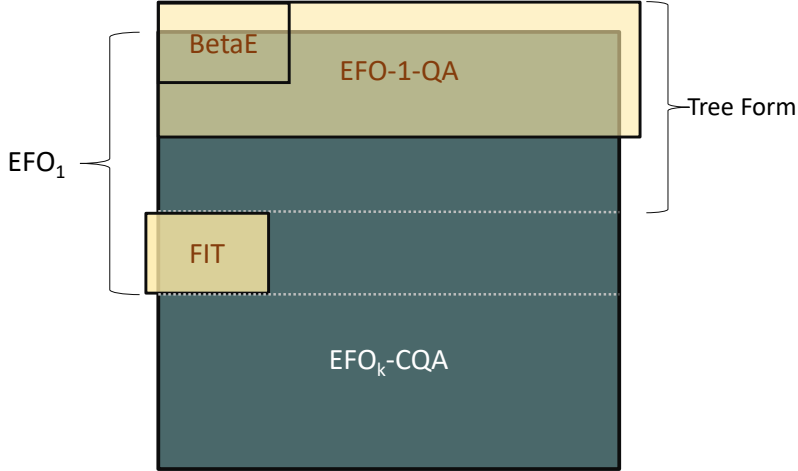 BetaE
EFO-1-QA
Tree Form
EFO₁
FIT
EFOₖ-CQA